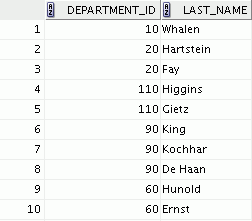 DEPARTMENT_ID LAST_NAME
1 10 Whalen
2 20 Hartstein
3 20 Fay
4 110 Higgins
5 110 Gietz
6 90 King
7 90 Kochhar
8 90 De Haan
9 60 Hunold
10 60 Ernst